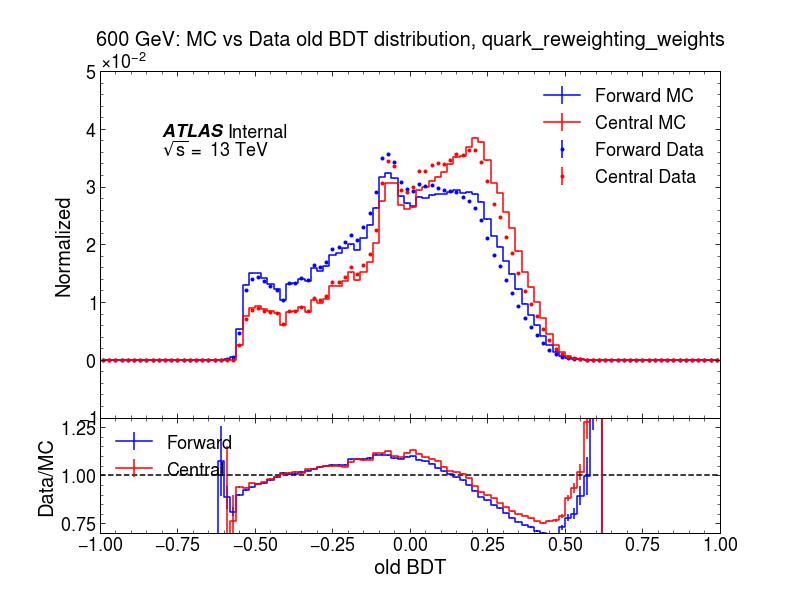 600 GeV: MC vs Data old BDT distribution, quark_reweighting_weights
×10⁻²
5
4
3
2
1
0
−1
Normalized
ATLAS Internal
√s = 13 TeV
Forward MC
Central MC
Forward Data
Central Data
1.25
1.00
0.75
Data/MC
Forward
Central
−1.00 −0.75 −0.50 −0.25 0.00 0.25 0.50 0.75 1.00
old BDT